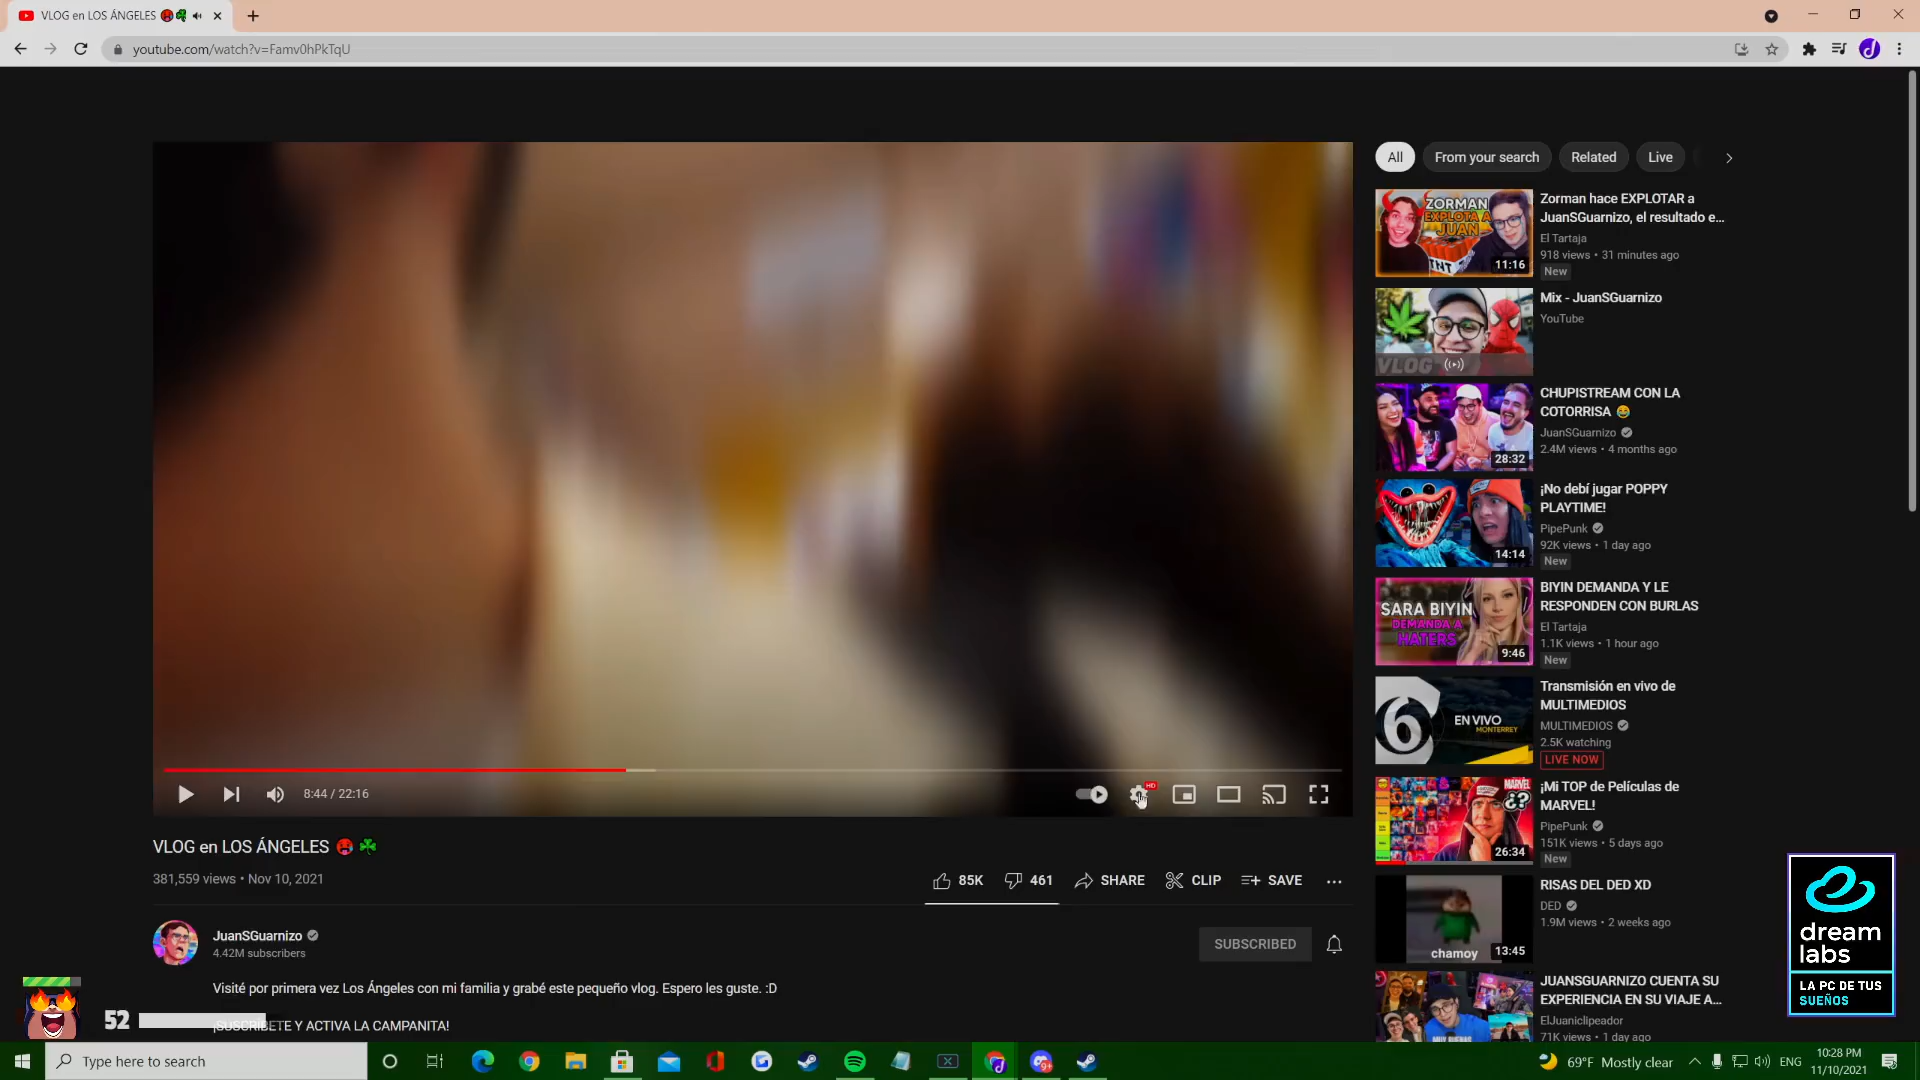 VLOG en LOS ÁNGELES
youtube.com/watch?v=Famv0hPkTqU
All
From your search
Related
Live
ZORMAN
EXPLOTA A
JUAN
TNT
11:16
Zorman hace EXPLOTAR a
JuanSGuarnizo, el resultado e...
El Tartaja
918 views • 31 minutes ago
New
VLOG
Mix - JuanSGuarnizo
YouTube
28:32
CHUPISTREAM CON LA
COTORRISA 😂
JuanSGuarnizo
2.4M views • 4 months ago
14:14
¡No debí jugar POPPY
PLAYTIME!
PipePunk
92K views • 1 day ago
New
SARA BIYIN
DEMANDA A
HATERS
9:46
BIYIN DEMANDA Y LE
RESPONDEN CON BURLAS
El Tartaja
1.1K views • 1 hour ago
New
6
EN VIVO
MONTERREY
Transmisión en vivo de
MULTIMEDIOS
MULTIMEDIOS
2.5K watching
LIVE NOW
MARVEL
¿?
26:34
¡Mi TOP de Películas de
MARVEL!
PipePunk
151K views • 5 days ago
New
chamoy
13:45
RISAS DEL DED XD
DED
1.9M views • 2 weeks ago
JUANSGUARNIZO CUENTA SU
EXPERIENCIA EN SU VIAJE A...
ElJuaniclipeador
71K views • 1 day ago
8:44 / 22:16
HD
VLOG en LOS ÁNGELES 🥵☘️
381,559 views • Nov 10, 2021
85K
461
SHARE
CLIP
SAVE
JuanSGuarnizo
4.42M subscribers
SUBSCRIBED
Visité por primera vez Los Ángeles con mi familia y grabé este pequeño vlog. Espero les guste. :D
¡SUSCRÍBETE Y ACTIVA LA CAMPANITA!
52
dream
labs
LA PC DE TUS
SUEÑOS
Type here to search
69°F Mostly clear
ENG
10:28 PM
11/10/2021